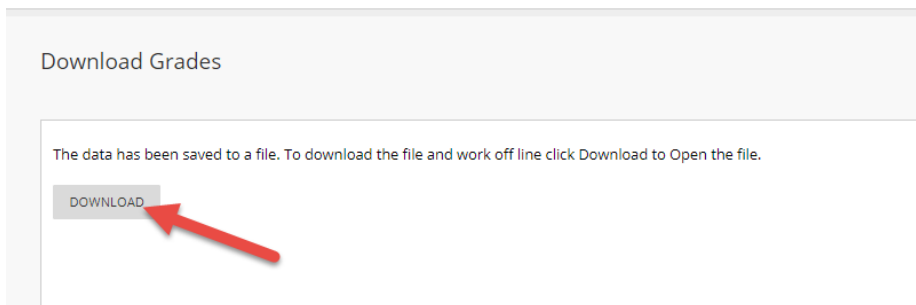 Download Grades
The data has been saved to a file. To download the file and work off line click Download to Open the file.
DOWNLOAD